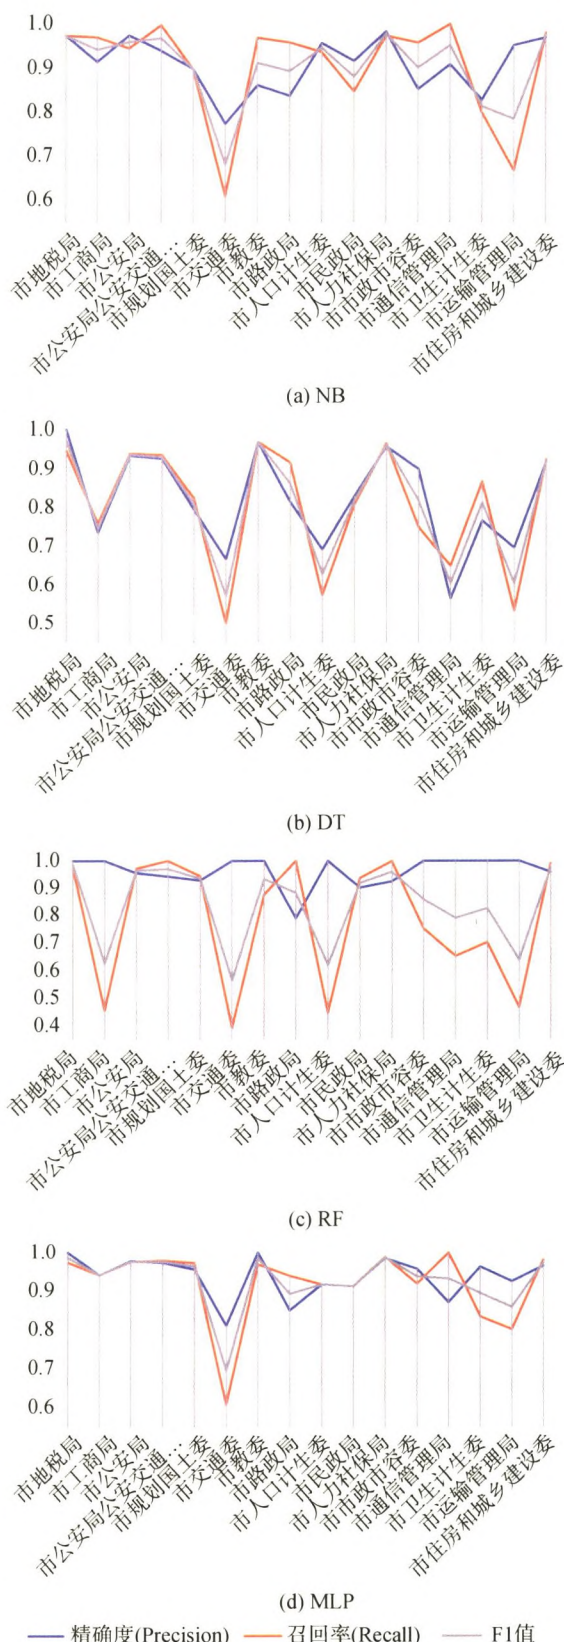 1.0
0.9
0.8
0.7
0.6
市地税局
市工商局
市公安局
市公安局公安交通…
市规划国土委
市交通委
市教委
市路政局
市人口计生委
市民政局
市人力社保局
市市政市容委
市通信管理局
市卫生计生委
市运输管理局
市住房和城乡建设委
(a) NB
1.0
0.9
0.8
0.7
0.6
0.5
市地税局
市工商局
市公安局
市公安局公安交通…
市规划国土委
市交通委
市教委
市路政局
市人口计生委
市民政局
市人力社保局
市市政市容委
市通信管理局
市卫生计生委
市运输管理局
市住房和城乡建设委
(b) DT
1.0
0.9
0.8
0.7
0.6
0.5
0.4
市地税局
市工商局
市公安局
市公安局公安交通…
市规划国土委
市交通委
市教委
市路政局
市人口计生委
市民政局
市人力社保局
市市政市容委
市通信管理局
市卫生计生委
市运输管理局
市住房和城乡建设委
(c) RF
1.0
0.9
0.8
0.7
0.6
市地税局
市工商局
市公安局
市公安局公安交通…
市规划国土委
市交通委
市教委
市路政局
市人口计生委
市民政局
市人力社保局
市市政市容委
市通信管理局
市卫生计生委
市运输管理局
市住房和城乡建设委
(d) MLP
精确度(Precision) 召回率(Recall) F1值